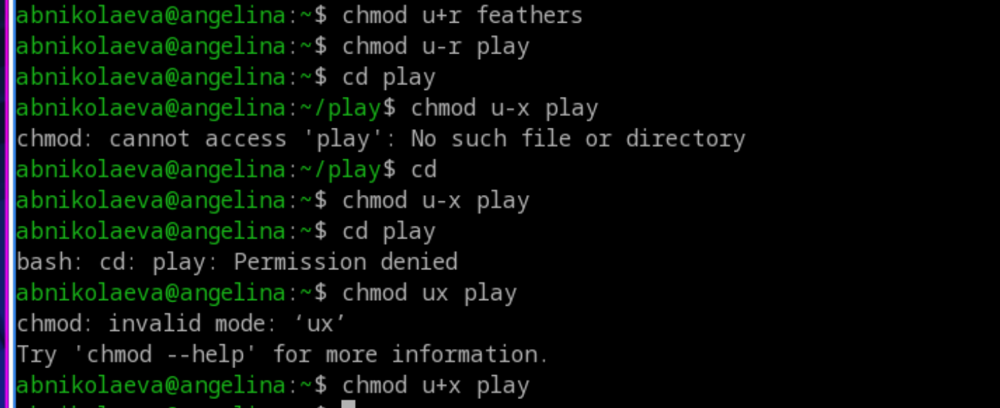 abnikolaeva@angelina:~$ chmod u+r feathers
abnikolaeva@angelina:~$ chmod u-r play
abnikolaeva@angelina:~$ cd play
abnikolaeva@angelina:~/play$ chmod u-x play
chmod: cannot access 'play': No such file or directory
abnikolaeva@angelina:~/play$ cd
abnikolaeva@angelina:~$ chmod u-x play
abnikolaeva@angelina:~$ cd play
bash: cd: play: Permission denied
abnikolaeva@angelina:~$ chmod ux play
chmod: invalid mode: ‘ux’
Try 'chmod --help' for more information.
abnikolaeva@angelina:~$ chmod u+x play